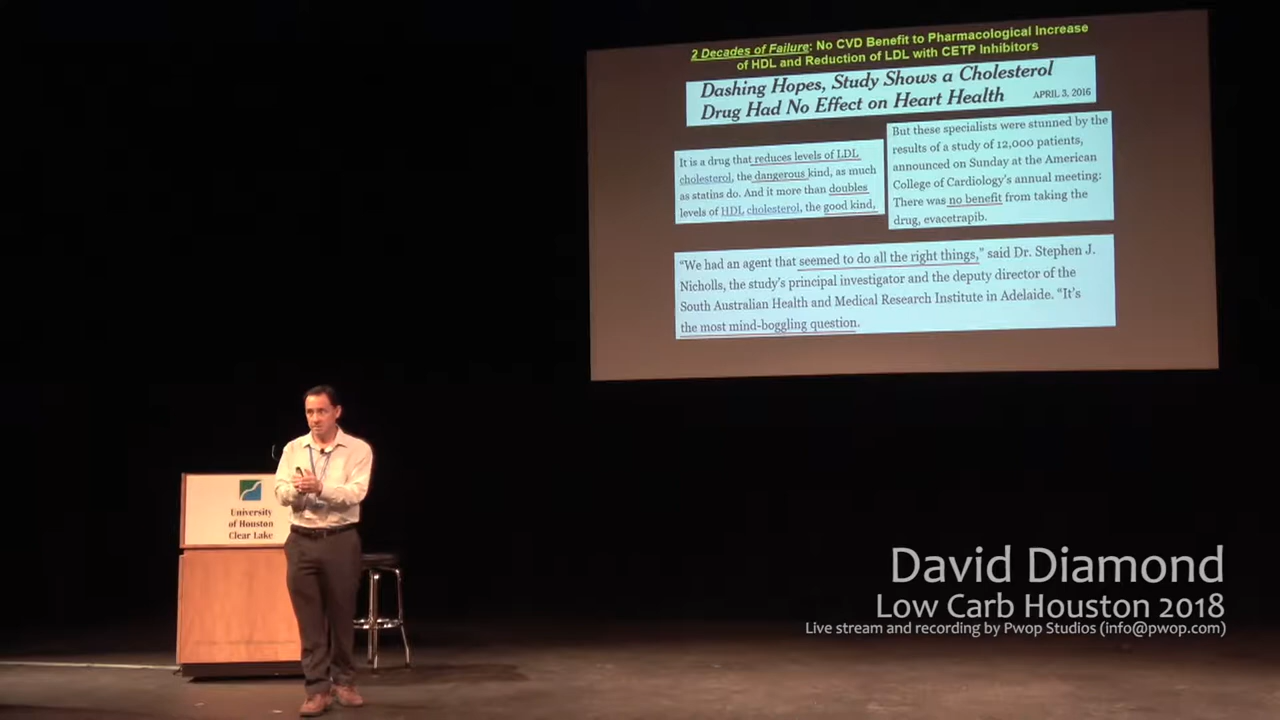 2 Decades of Failure: No CVD Benefit to Pharmacological Increase
of HDL and Reduction of LDL with CETP Inhibitors
Dashing Hopes, Study Shows a Cholesterol
Drug Had No Effect on Heart Health APRIL 3, 2016
It is a drug that reduces levels of LDL
cholesterol, the dangerous kind, as much
as statins do. And it more than doubles
levels of HDL cholesterol, the good kind,
But these specialists were stunned by the
results of a study of 12,000 patients,
announced on Sunday at the American
College of Cardiology's annual meeting:
There was no benefit from taking the
drug, evacetrapib.
“We had an agent that seemed to do all the right things,” said Dr. Stephen J.
Nicholls, the study's principal investigator and the deputy director of the
South Australian Health and Medical Research Institute in Adelaide. “It's
the most mind-boggling question.
University
of Houston
Clear Lake
David Diamond
Low Carb Houston 2018
Live stream and recording by Pwop Studios (info@pwop.com)